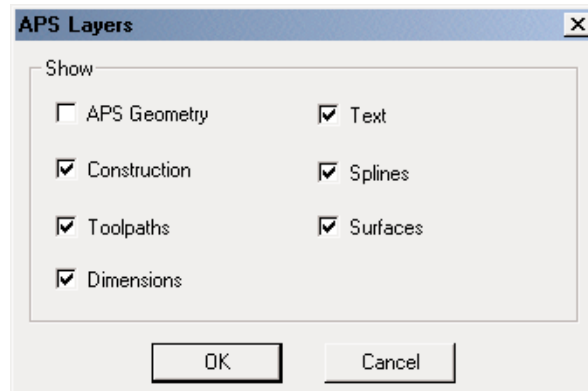 APS Layers
Show
APS Geometry
Text
Construction
Splines
Toolpaths
Surfaces
Dimensions
OK
Cancel